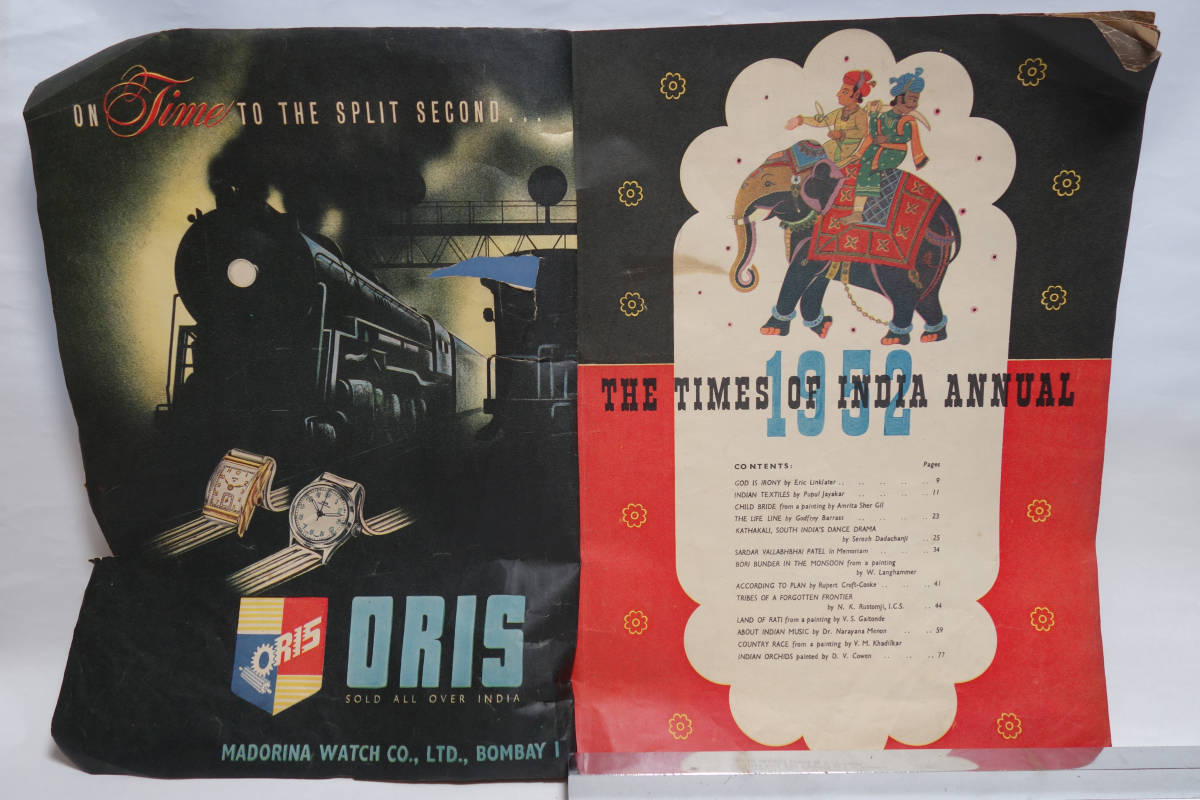 ON Time TO THE SPLIT SECOND...
ORIS
ORIS
SOLD ALL OVER INDIA
MADORINA WATCH CO., LTD., BOMBAY 1
1952
THE TIMES OF INDIA ANNUAL
CONTENTS: Pages
GOD IS IRONY by Eric Linklater .. .. .. .. .. 9
INDIAN TEXTILES by Pupul Jayakar .. .. .. .. 11
CHILD BRIDE from a painting by Amrita Sher Gil
THE LIFE LINE by Godfrey Barrass .. .. .. .. 23
KATHAKALI, SOUTH INDIA'S DANCE DRAMA
by Serozh Dadachanji .. 25
SARDAR VALLABHBHAI PATEL In Memoriam .. .. .. 34
BORI BUNDER IN THE MONSOON from a painting
by W. Langhammer
ACCORDING TO PLAN by Rupert Croft-Cooke .. .. .. 41
TRIBES OF A FORGOTTEN FRONTIER
by N. K. Rustomji, I.C.S. .. 44
LAND OF RATI from a painting by V. S. Gaitonde
ABOUT INDIAN MUSIC by Dr. Narayana Menon .. .. 59
COUNTRY RACE from a painting by V. M. Khadilkar
INDIAN ORCHIDS painted by D. V. Cowen .. .. .. 77